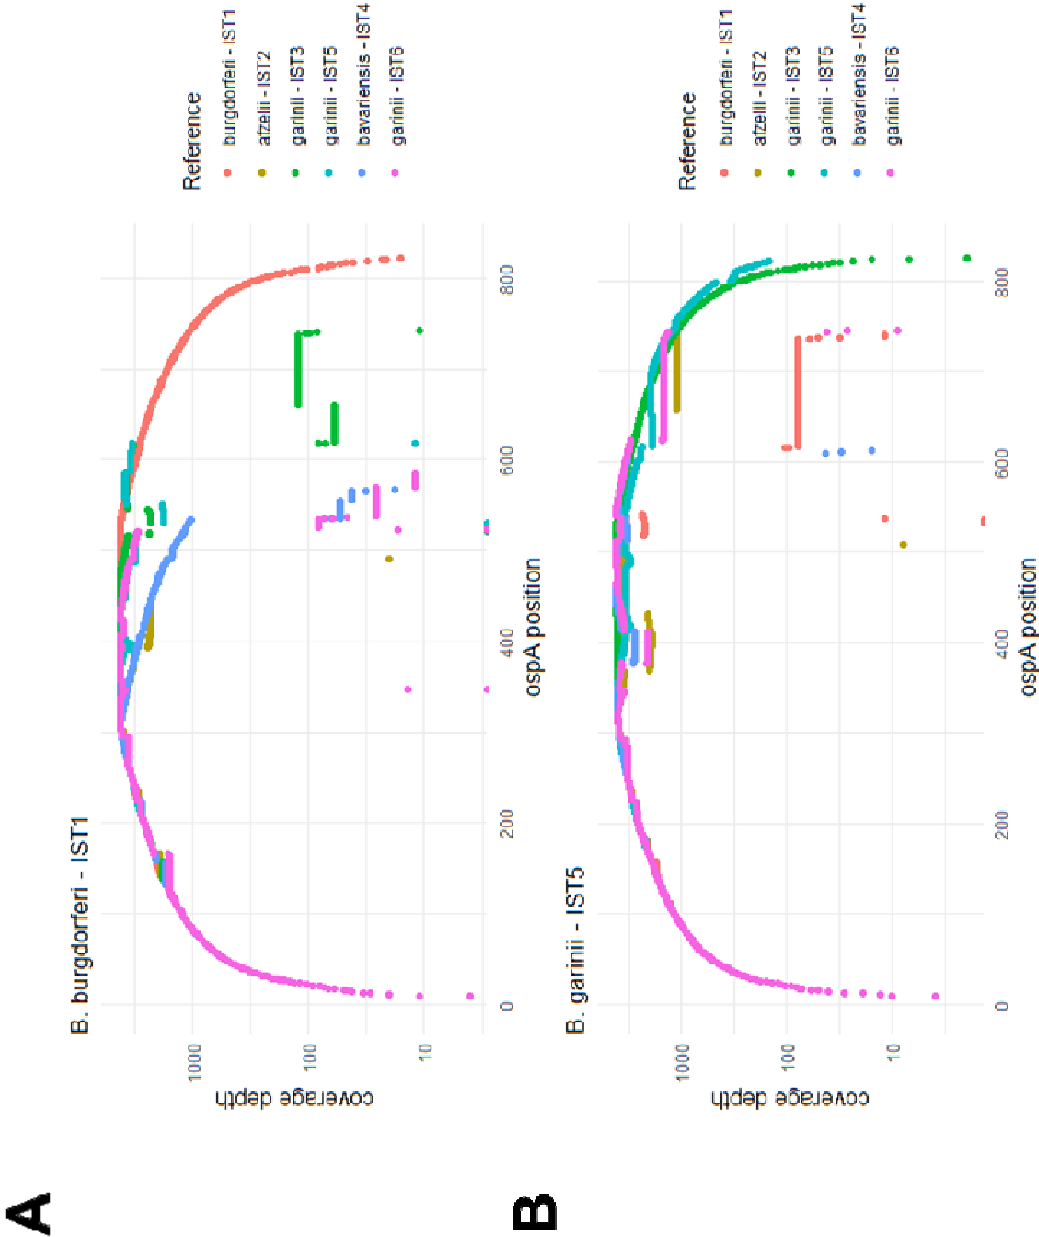 A
B. burgdorferi - IST1
coverage depth
1000
100
10
0
200
400
600
800
ospA position
Reference
burgdorferi - IST1
afzelii - IST2
garinii - IST3
garinii - IST5
bavariensis - IST4
garinii - IST6
B
B. garinii - IST5
coverage depth
1000
100
10
0
200
400
600
800
ospA position
Reference
burgdorferi - IST1
afzelii - IST2
garinii - IST3
garinii - IST5
bavariensis - IST4
garinii - IST6